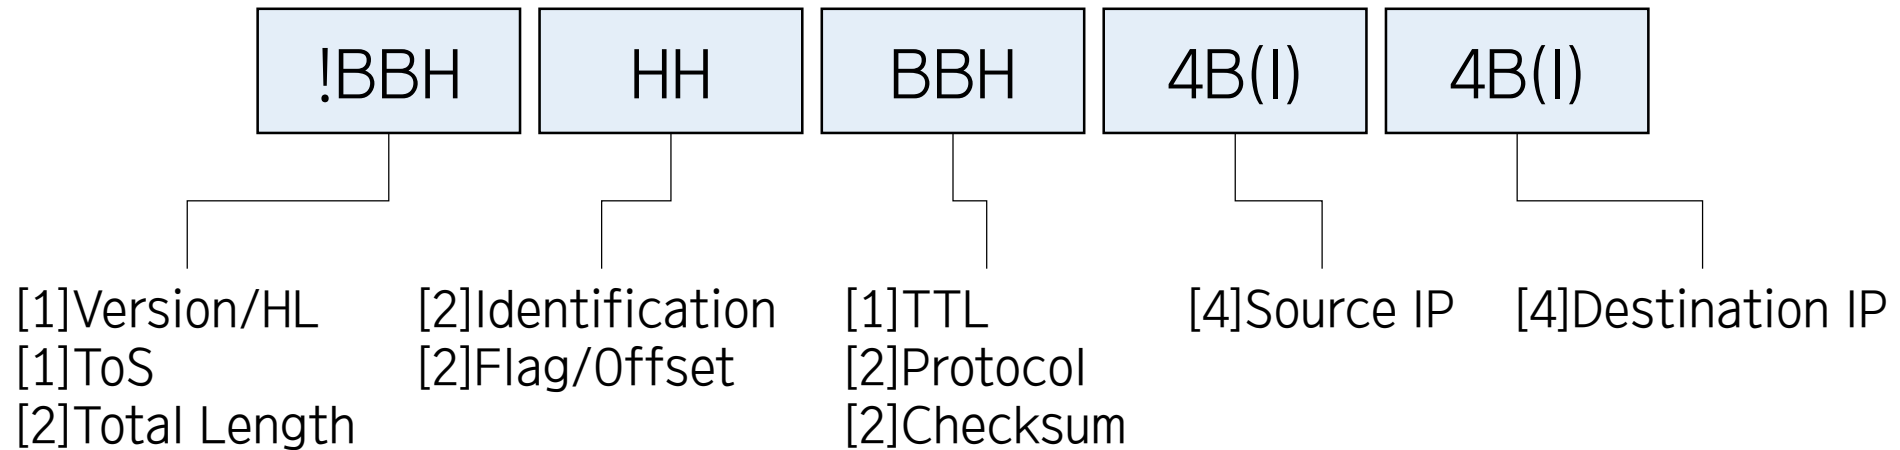 !BBH
HH
BBH
4B(I)
4B(I)
[1]Version/HL
[1]ToS
[2]Total Length
[2]Identification
[2]Flag/Offset
[1]TTL
[2]Protocol
[2]Checksum
[4]Source IP
[4]Destination IP